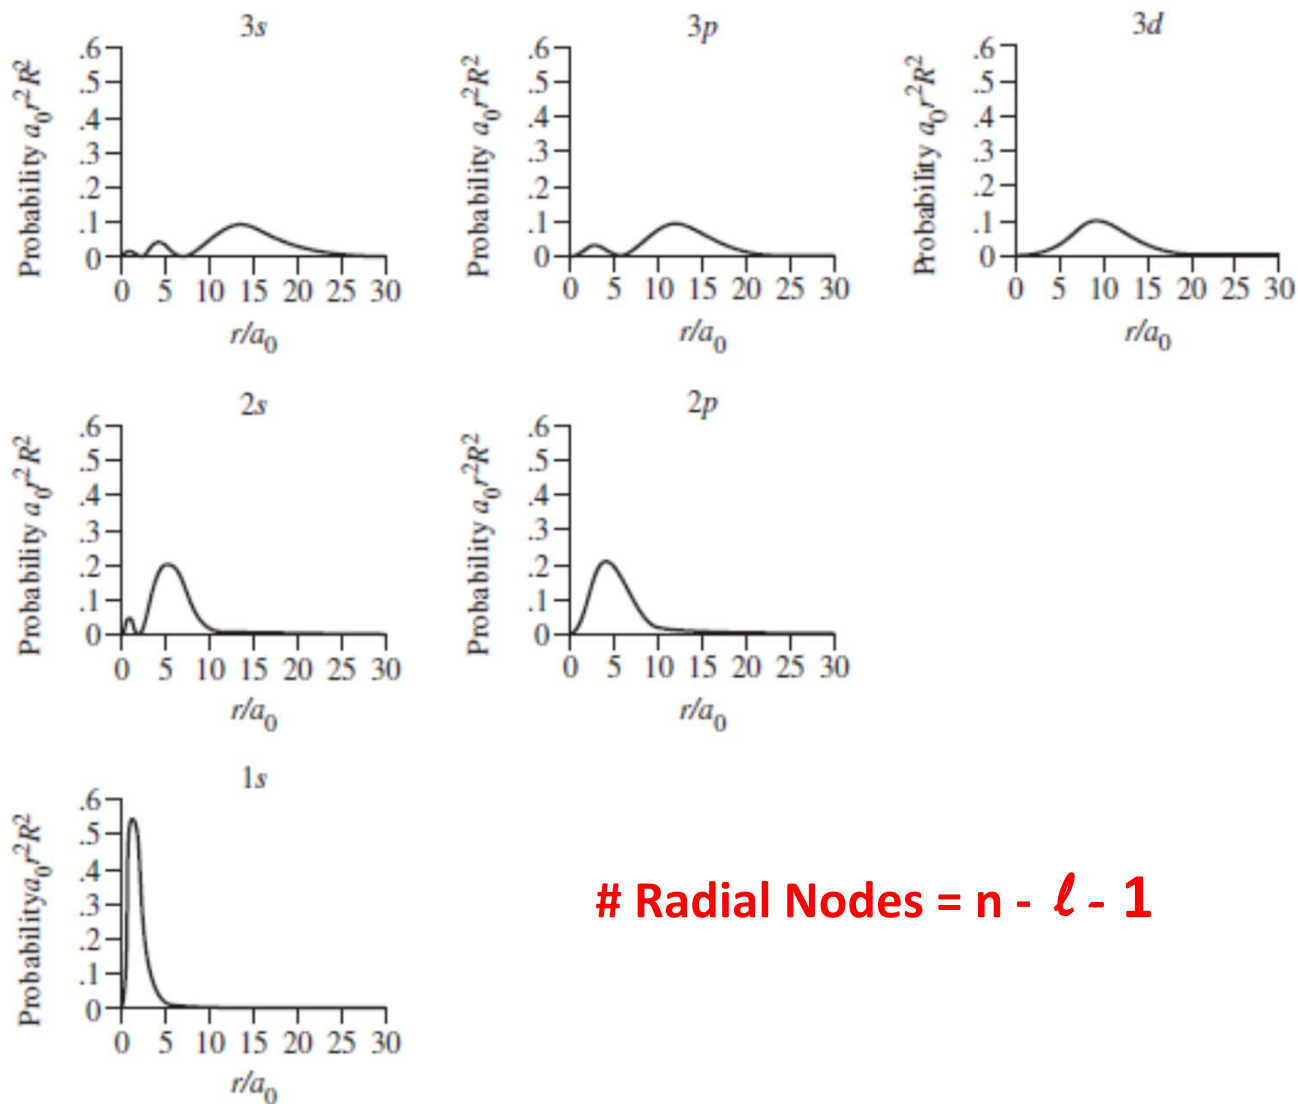 3s
Probability a₀r²R²
.6
.5
.4
.3
.2
.1
0
0 5 10 15 20 25 30
r/a₀
3p
Probability a₀r²R²
.6
.5
.4
.3
.2
.1
0
0 5 10 15 20 25 30
r/a₀
3d
Probability a₀r²R²
.6
.5
.4
.3
.2
.1
0
0 5 10 15 20 25 30
r/a₀
2s
Probability a₀r²R²
.6
.5
.4
.3
.2
.1
0
0 5 10 15 20 25 30
r/a₀
2p
Probability a₀r²R²
.6
.5
.4
.3
.2
.1
0
0 5 10 15 20 25 30
r/a₀
1s
Probability a₀r²R²
.6
.5
.4
.3
.2
.1
0
0 5 10 15 20 25 30
r/a₀
# Radial Nodes = n - ℓ - 1